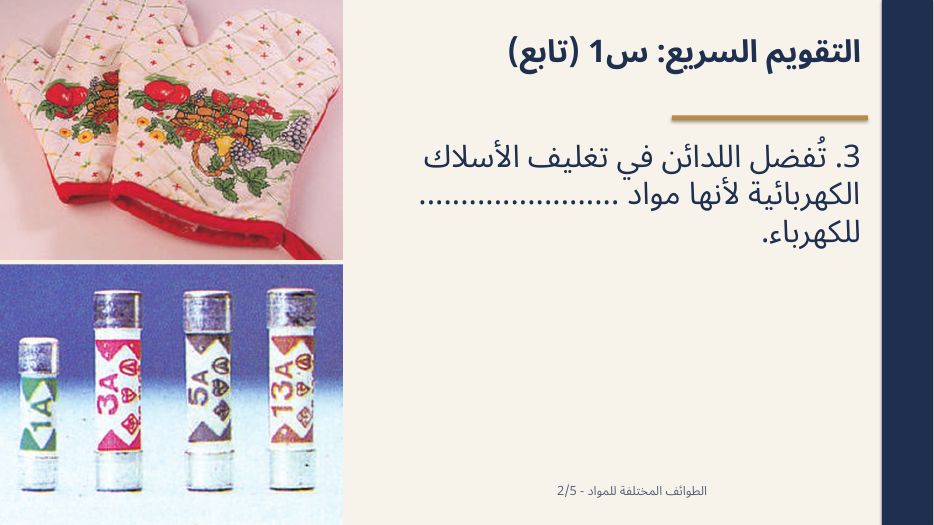 التقويم السريع: س1 (تابع)
3. تُفضل اللدائن في تغليف الأسلاك
الكهربائية لأنها مواد ........................
للكهرباء.
1A
3A
5A
13A
الطوائف المختلفة للمواد - 2/5